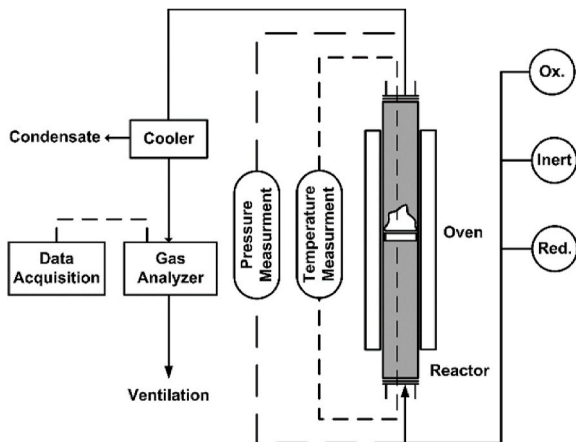 Ox.
Condensate
Cooler
Inert
Pressure
Measurment
Temperature
Measurment
Oven
Data
Acquisition
Gas
Analyzer
Red.
Reactor
Ventilation